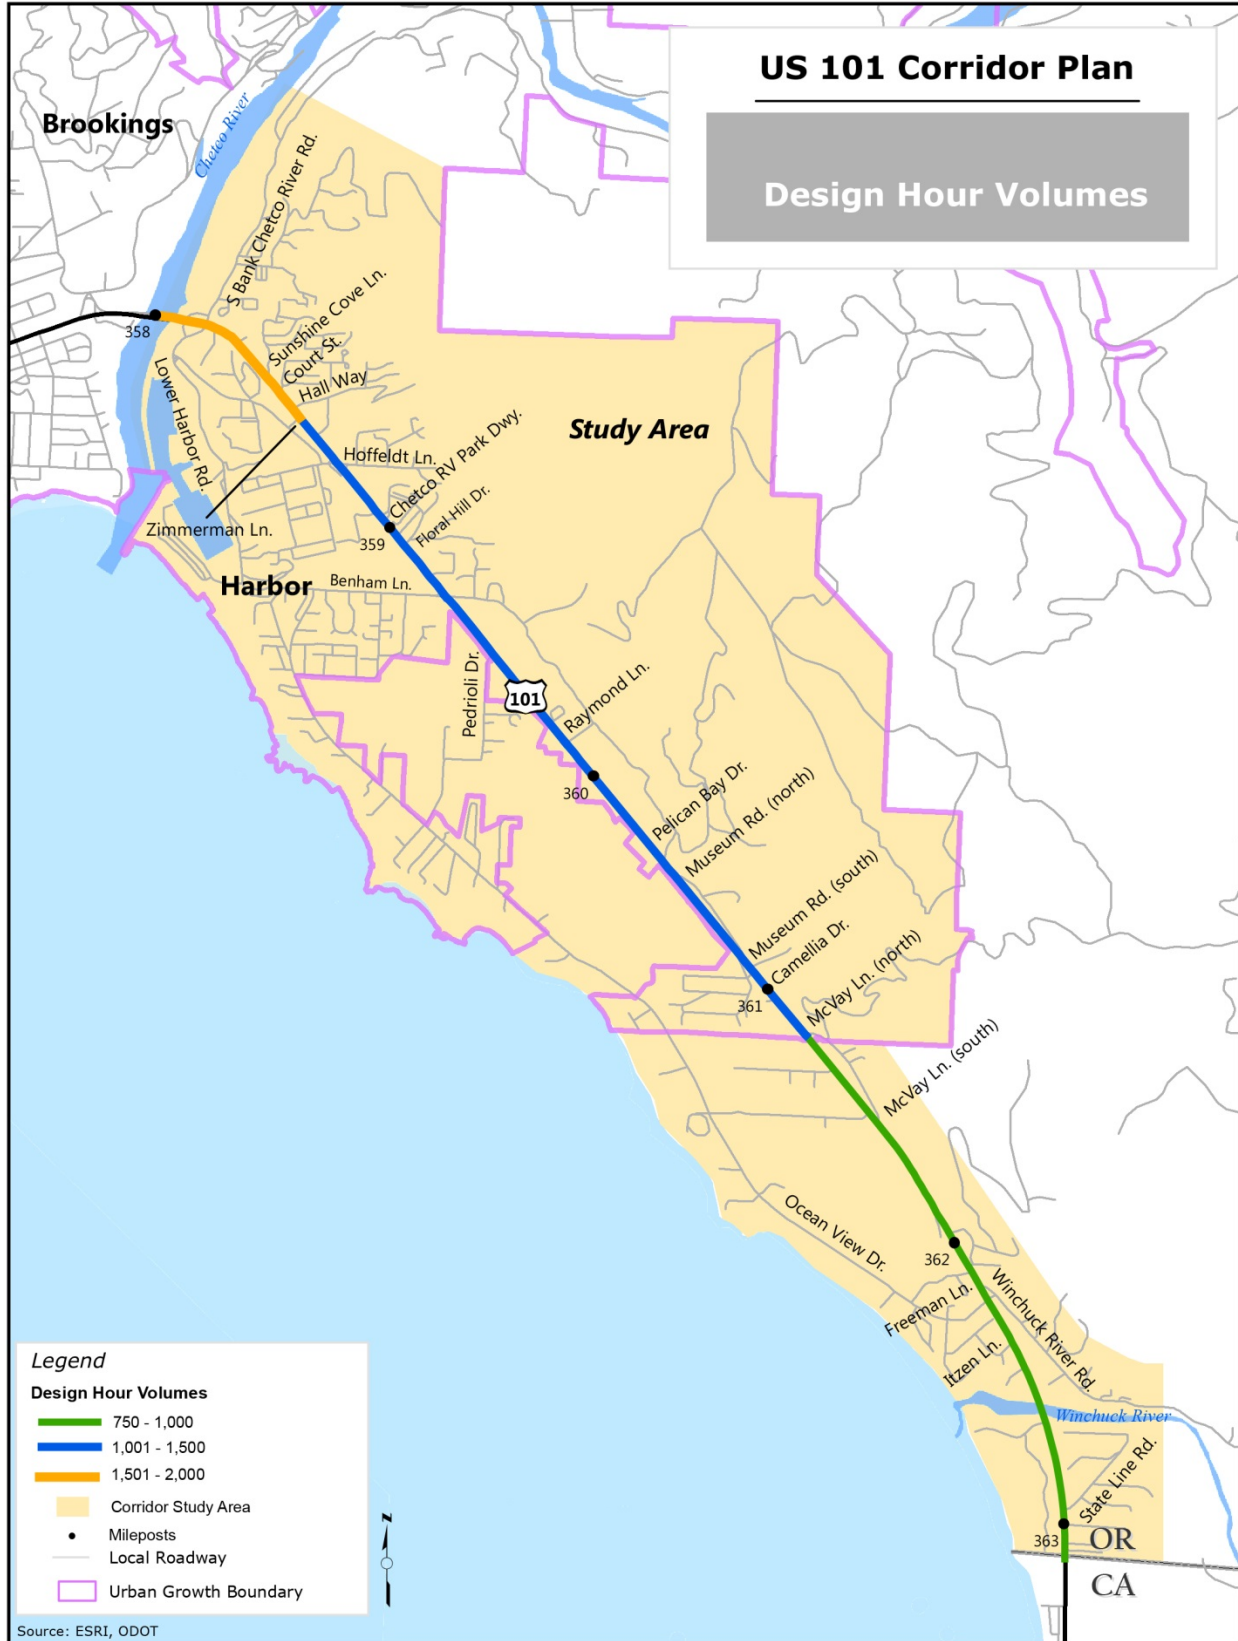 US 101 Corridor Plan
Design Hour Volumes
Brookings
Chetco River
S Bank Chetco River Rd.
358
Sunshine Cove Ln.
Court St.
Hall Way
Lower Harbor Rd.
Study Area
Hoffeldt Ln.
Chetco RV Park Dwy.
Zimmerman Ln.
359
Floral Hill Dr.
Harbor
Benham Ln.
Pedrioli Dr.
101
Raymond Ln.
360
Pelican Bay Dr.
Museum Rd. (north)
Museum Rd. (south)
Camellia Dr.
361
McVay Ln. (north)
McVay Ln. (south)
Ocean View Dr.
362
Winchuck River Rd.
Freeman Ln.
Itzen Ln.
Winchuck River
State Line Rd.
363
OR
CA
Legend
Design Hour Volumes
750 - 1,000
1,001 - 1,500
1,501 - 2,000
Corridor Study Area
Mileposts
Local Roadway
Urban Growth Boundary
z
Source: ESRI, ODOT